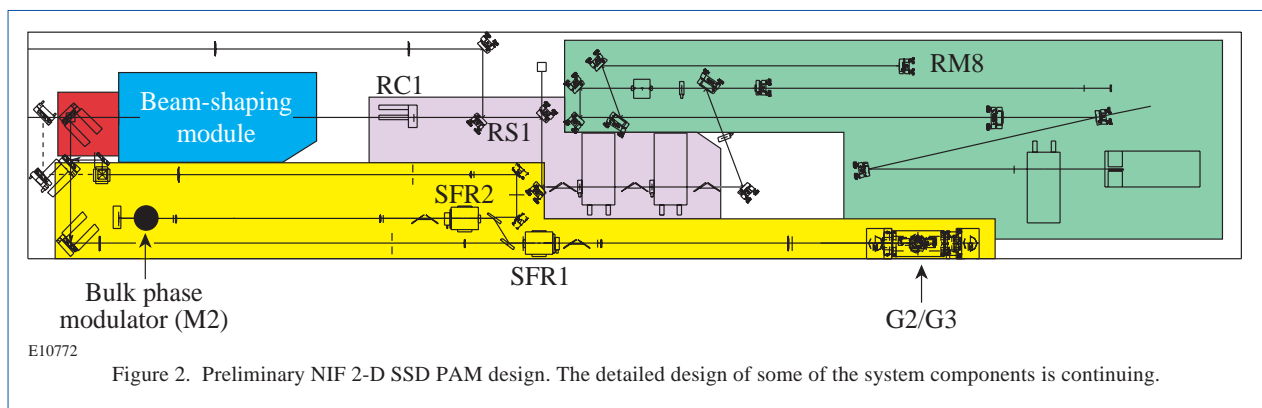 RC1
RM8
Beam-shaping
module
RS1
SFR2
SFR1
Bulk phase
modulator (M2)
G2/G3
E10772
Figure 2. Preliminary NIF 2-D SSD PAM design. The detailed design of some of the system components is continuing.